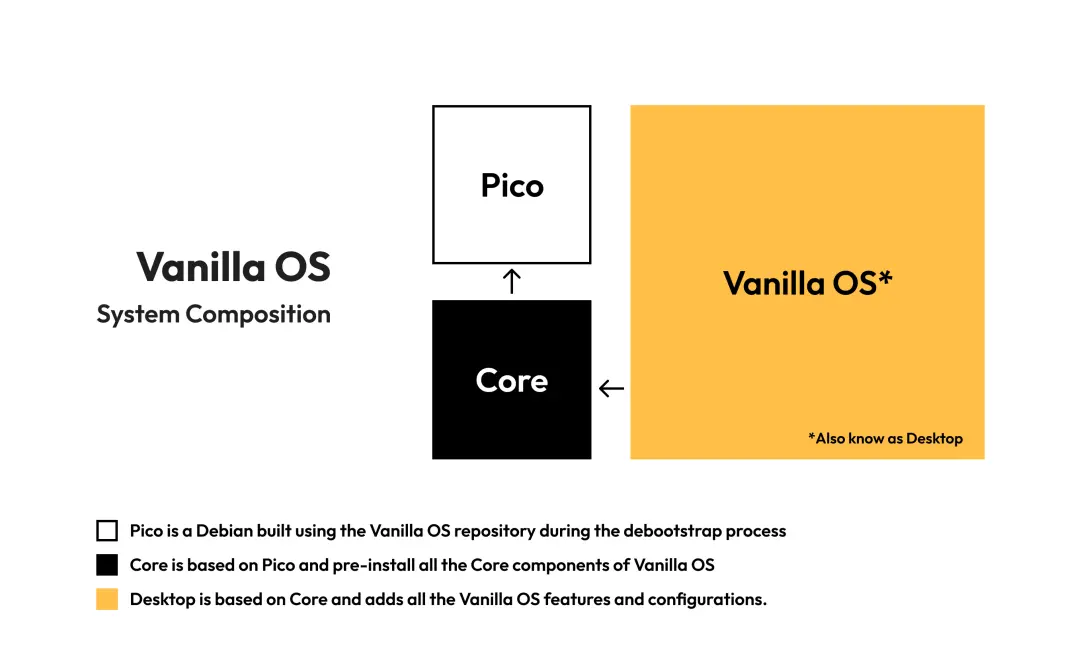 Pico
Vanilla OS
System Composition
Vanilla OS*
Core
*Also know as Desktop
Pico is a Debian built using the Vanilla OS repository during the debootstrap process
Core is based on Pico and pre-install all the Core components of Vanilla OS
Desktop is based on Core and adds all the Vanilla OS features and configurations.